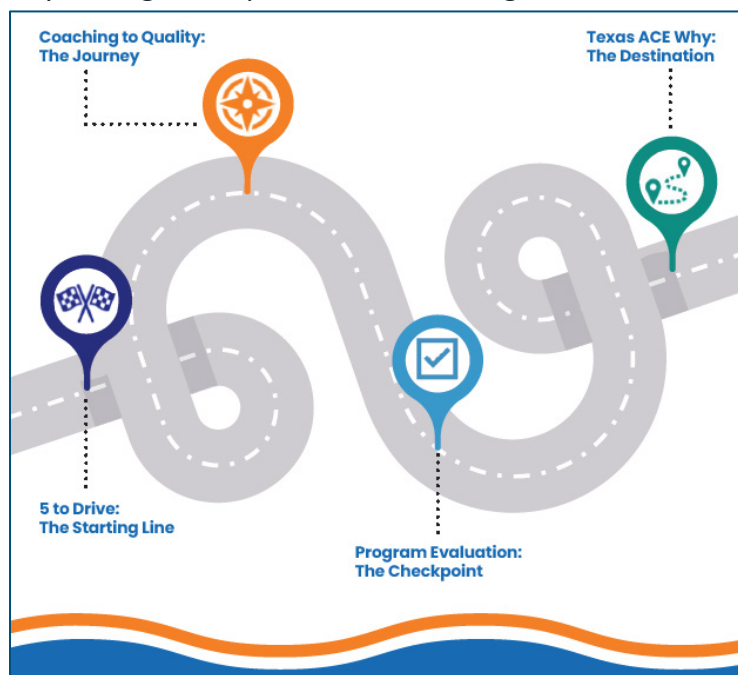 Coaching to Quality:
The Journey
Texas ACE Why:
The Destination
5 to Drive:
The Starting Line
Program Evaluation:
The Checkpoint